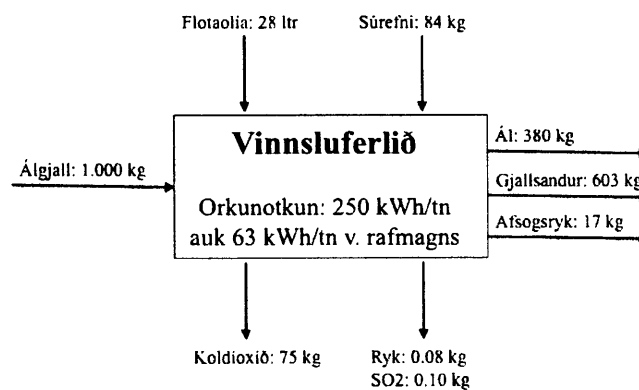 Flotaolía: 28 ltr
Súrefni: 84 kg
Vinnsluferlið
Ál: 380 kg
Álgjall: 1.000 kg
Gjallsandur: 603 kg
Orkunotkun: 250 kWh/tn
auk 63 kWh/tn v. rafmagns
Afsogsryk: 17 kg
Koldioxið: 75 kg
Ryk: 0.08 kg
SO2: 0.10 kg